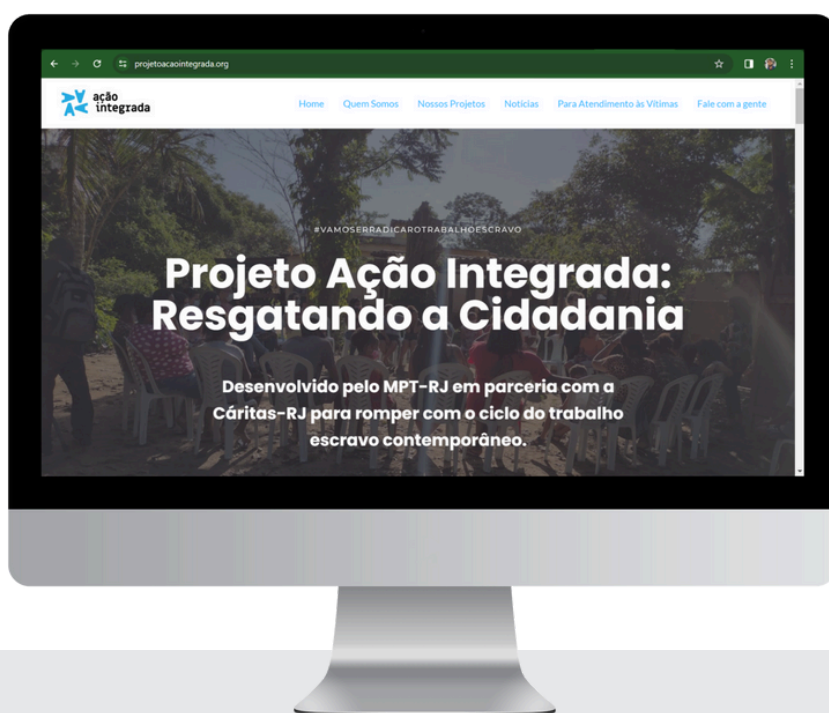 projetoacaointegrada.org
ação
integrada
Home Quem Somos Nossos Projetos Notícias Para Atendimento às Vítimas Fale com a gente
#VAMOSERRADICAROTRABALHOESCRAVO
Projeto Ação Integrada:
Resgatando a Cidadania
Desenvolvido pelo MPT-RJ em parceria com a
Cáritas-RJ para romper com o ciclo do trabalho
escravo contemporâneo.